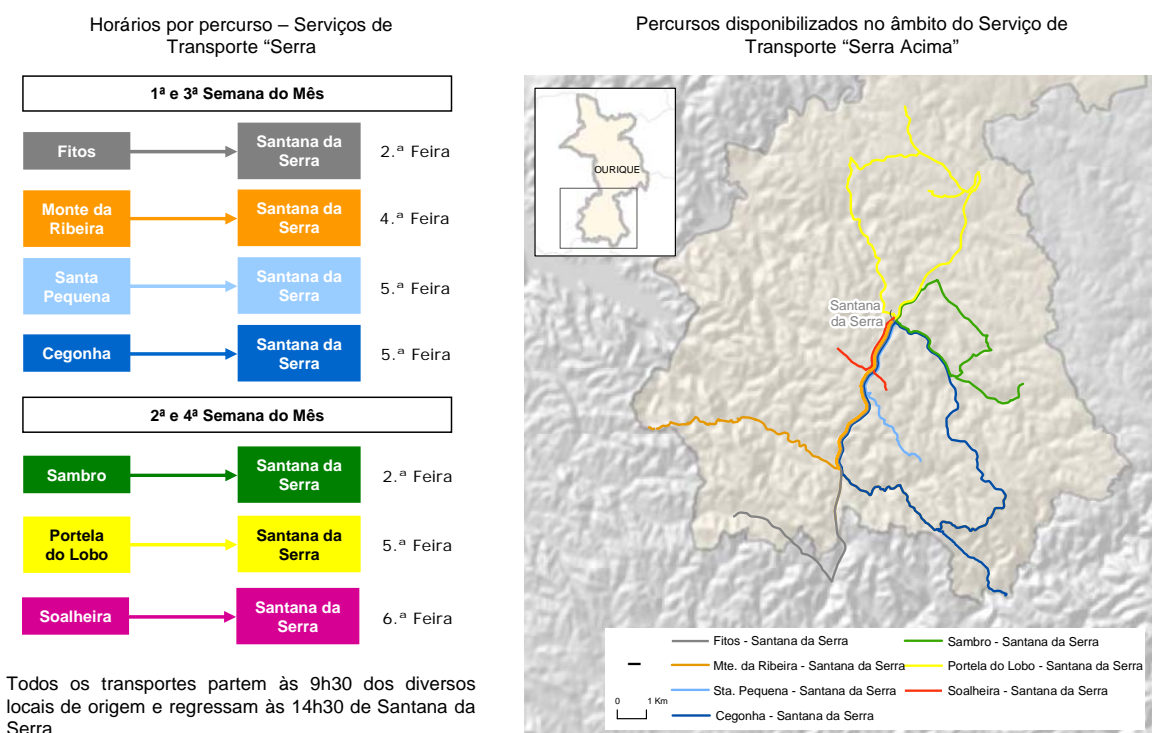 Horários por percurso – Serviços de
Transporte “Serra
1ª e 3ª Semana do Mês
Fitos
Santana da
Serra
2.ª Feira
Monte da
Ribeira
Santana da
Serra
4.ª Feira
Santa
Pequena
Santana da
Serra
5.ª Feira
Cegonha
Santana da
Serra
5.ª Feira
2ª e 4ª Semana do Mês
Sambro
Santana da
Serra
2.ª Feira
Portela
do Lobo
Santana da
Serra
5.ª Feira
Soalheira
Santana da
Serra
6.ª Feira
Todos os transportes partem às 9h30 dos diversos
locais de origem e regressam às 14h30 de Santana da
Serra
Percursos disponibilizados no âmbito do Serviço de
Transporte “Serra Acima”
OURIQUE
Santana
da Serra
Fitos - Santana da Serra
Mte. da Ribeira - Santana da Serra
Sta. Pequena - Santana da Serra
Cegonha - Santana da Serra
Sambro - Santana da Serra
Portela do Lobo - Santana da Serra
Soalheira - Santana da Serra
0 1 Km